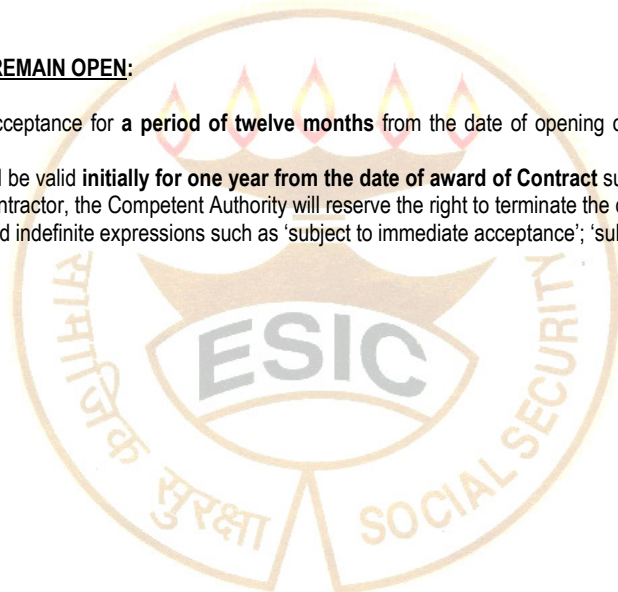 REMAIN OPEN:
cceptance for a period of twelve months from the date of opening
be valid initially for one year from the date of award of Contract
ntractor, the Competent Authority will reserve the right to terminate the
d indefinite expressions such as ‘subject to immediate acceptance’;
ESIC
सामाजिक सुरक्षा
SOCIAL SECURITY